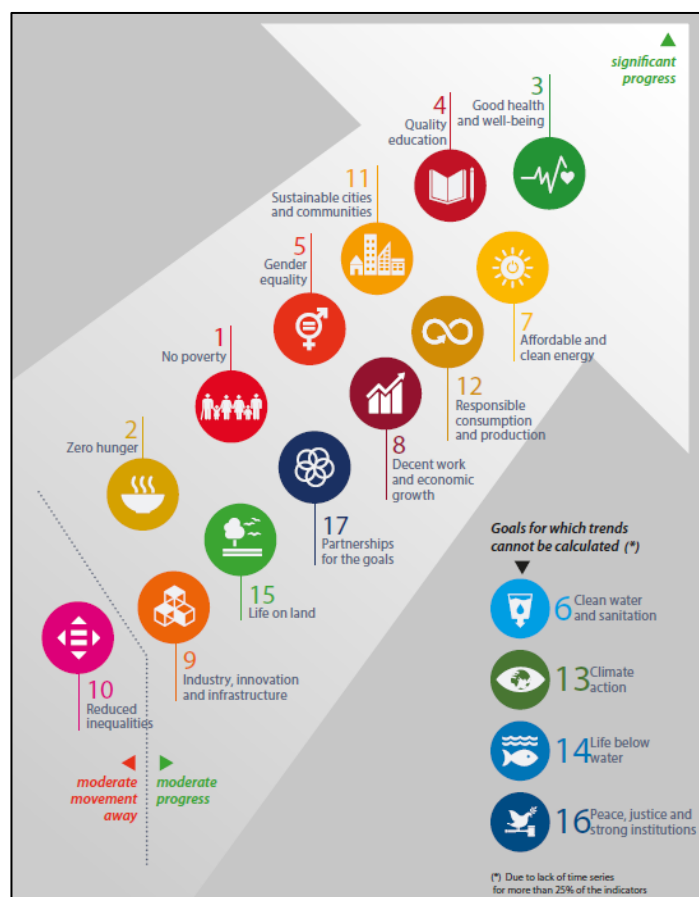 significant
progress
3
Good health
and well-being
4
Quality
education
11
Sustainable cities
and communities
5
Gender
equality
7
Affordable and
clean energy
1
No poverty
12
Responsible
consumption
and production
2
Zero hunger
8
Decent work
and economic
growth
17
Partnerships
for the goals
15
Life on land
9
Industry, innovation
and infrastructure
10
Reduced
inequalities
moderate
movement
away
moderate
progress
Goals for which trends
cannot be calculated (*)
6 Clean water
and sanitation
13 Climate
action
14 Life below
water
16 Peace, justice and
strong institutions
(*) Due to lack of time series
for more than 25% of the indicators